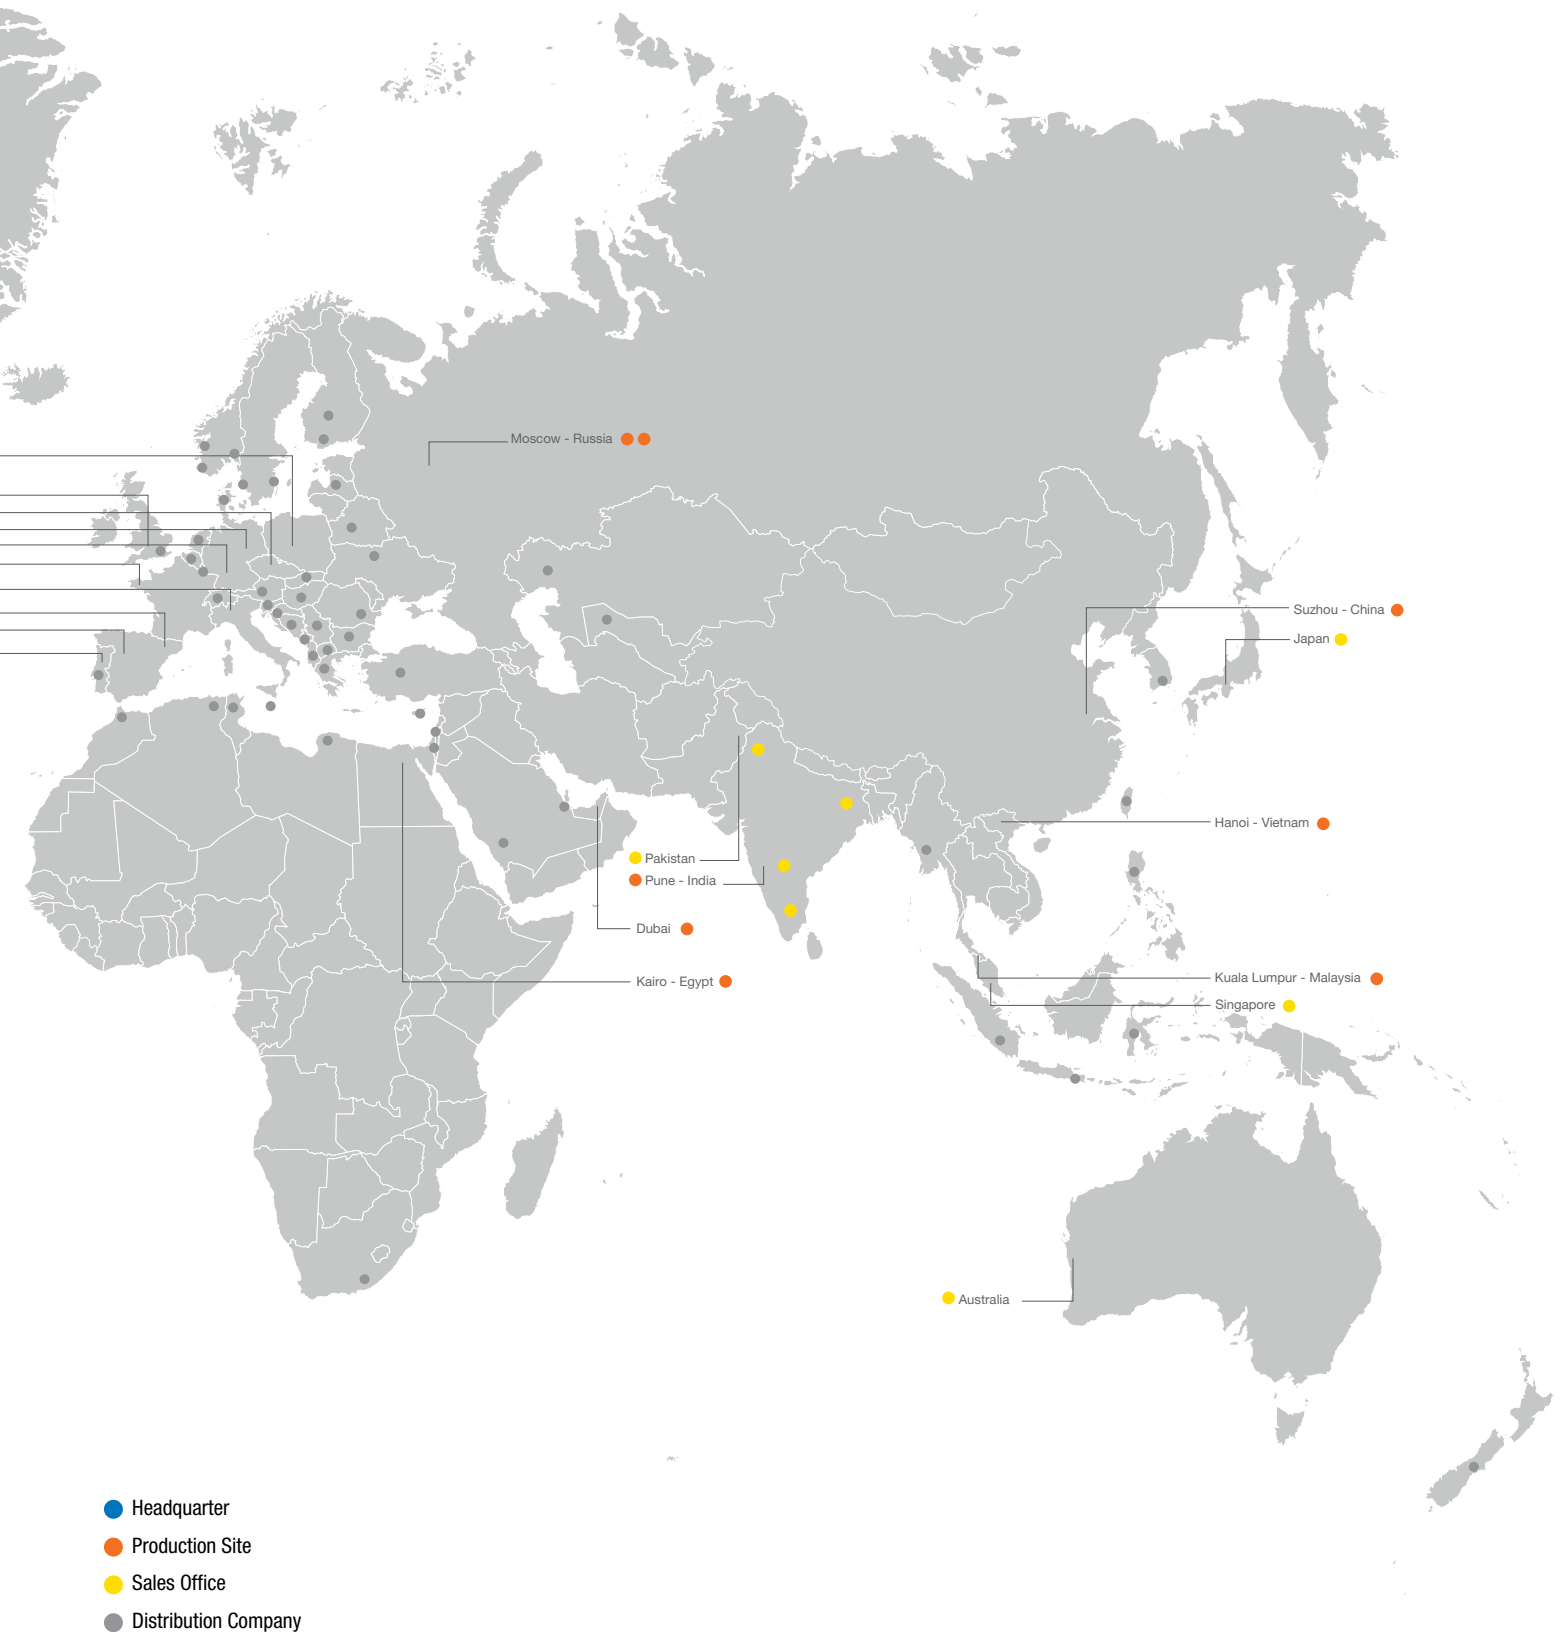 Moscow - Russia
Suzhou - China
Japan
Hanoi - Vietnam
Pakistan
Pune - India
Dubai
Kairo - Egypt
Kuala Lumpur - Malaysia
Singapore
Australia
Headquarter
Production Site
Sales Office
Distribution Company